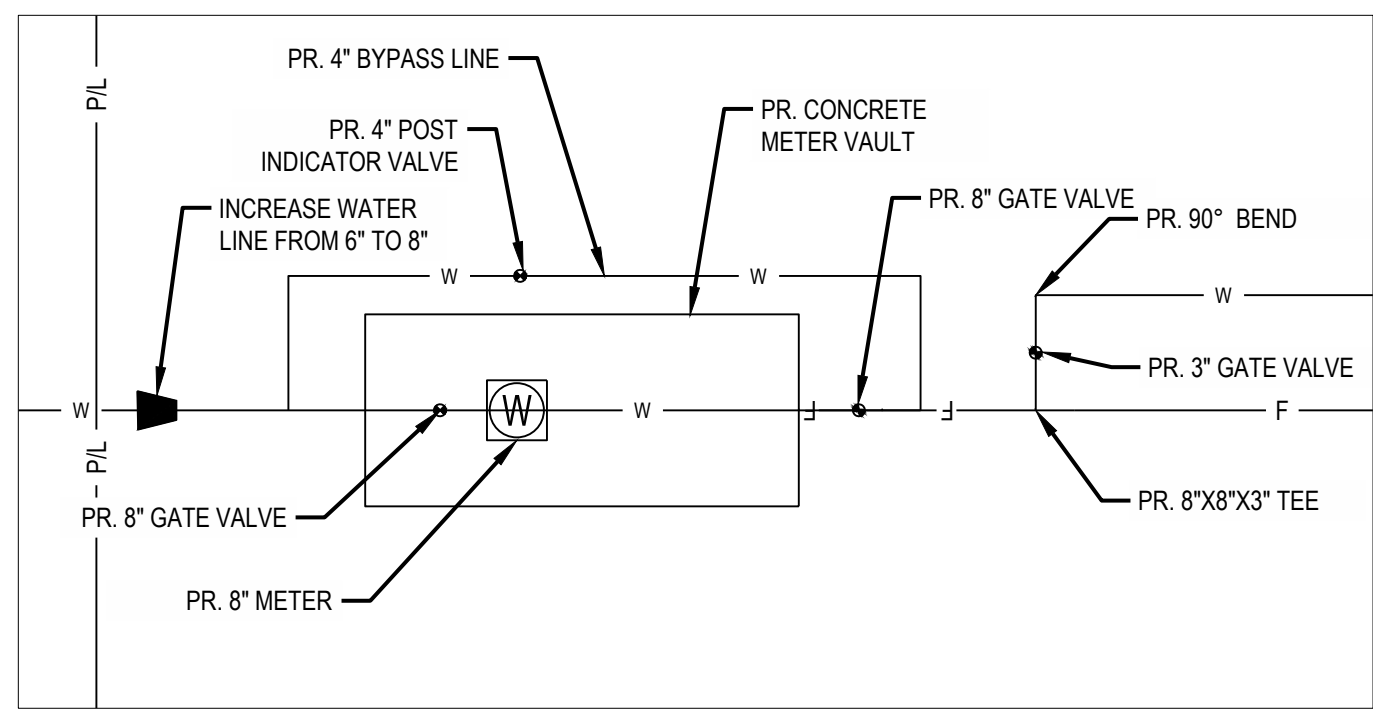 P/L
PR. 4" BYPASS LINE
PR. 4" POST
INDICATOR VALVE
PR. CONCRETE
METER VAULT
INCREASE WATER
LINE FROM 6" TO 8"
PR. 8" GATE VALVE
PR. 90° BEND
W
W
W
PR. 3" GATE VALVE
W
W
W
F
F
F
P/L
PR. 8" GATE VALVE
PR. 8"X8"X3" TEE
PR. 8" METER